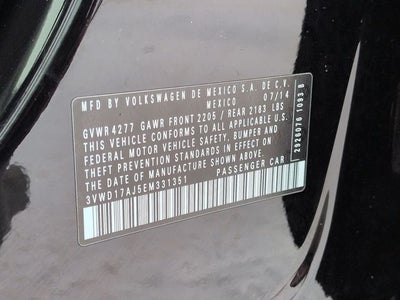 MFD BY VOLKSWAGEN DE MEXICO S.A. DE C.V.
MEXICO 07/14
GVWR 4277 GAWR FRONT 2205 / REAR 2183 LBS
THIS VEHICLE CONFORMS TO ALL APPLICABLE U.S.
FEDERAL MOTOR VEHICLE SAFETY, BUMPER AND
THEFT PREVENTION STANDARDS IN EFFECT ON
THE DATE OF MANUFACTURE SHOWN ABOVE.
3VWD17AJ5EM331351 PASSENGER CAR
2926076 1093 B